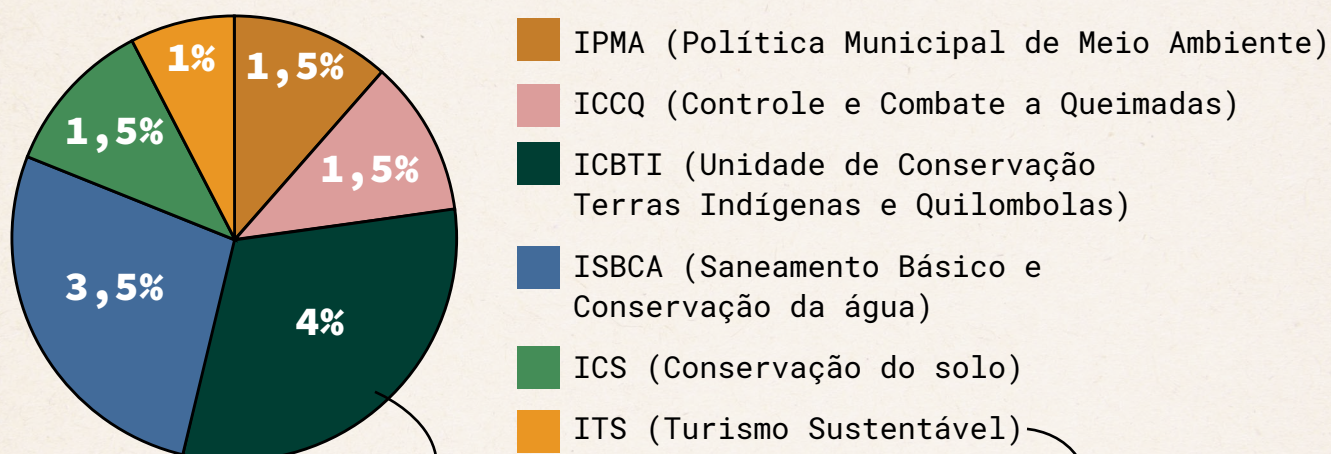 1%
1,5%
1,5%
1,5%
3,5%
4%
IPMA (Política Municipal de Meio Ambiente)
ICCQ (Controle e Combate a Queimadas)
ICBTI (Unidade de Conservação
Terras Indígenas e Quilombolas)
ISBCA (Saneamento Básico e
Conservação da água)
ICS (Conservação do solo)
ITS (Turismo Sustentável)